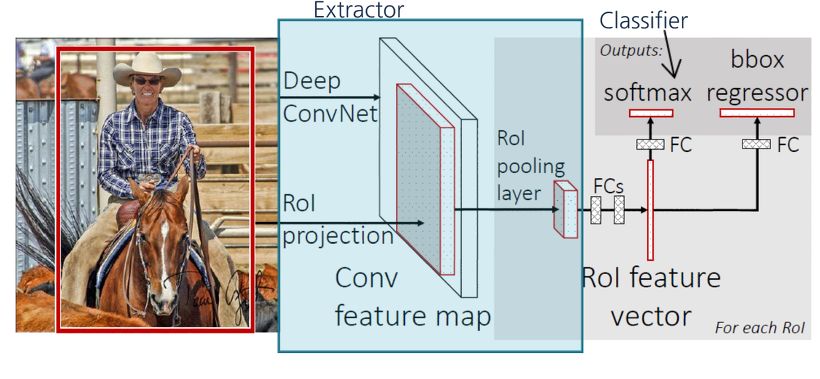 Extractor
Classifier
Outputs:
bbox
softmax
regressor
Deep
ConvNet
RoI
pooling
layer
FC
FC
FCs
RoI
projection
Conv
feature map
RoI feature
vector
For each RoI